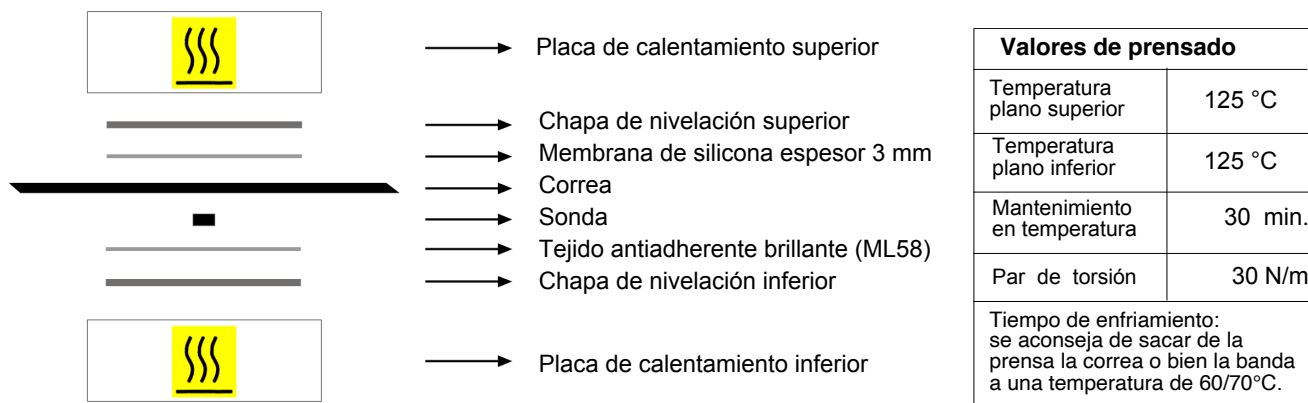 Placa de calentamiento superior
Chapa de nivelación superior
Membrana de silicona espesor 3 mm
Correa
Sonda
Tejido antiadherente brillante (ML58)
Chapa de nivelación inferior
Placa de calentamiento inferior
Valores de prensado
Temperatura
plano superior
125 °C
Temperatura
plano inferior
125 °C
Mantenimiento
en temperatura
30 min.
Par de torsión
30 N/m
Tiempo de enfriamiento:
se aconseja de sacar de la
prensa la correa o bien la banda
a una temperatura de 60/70°C.